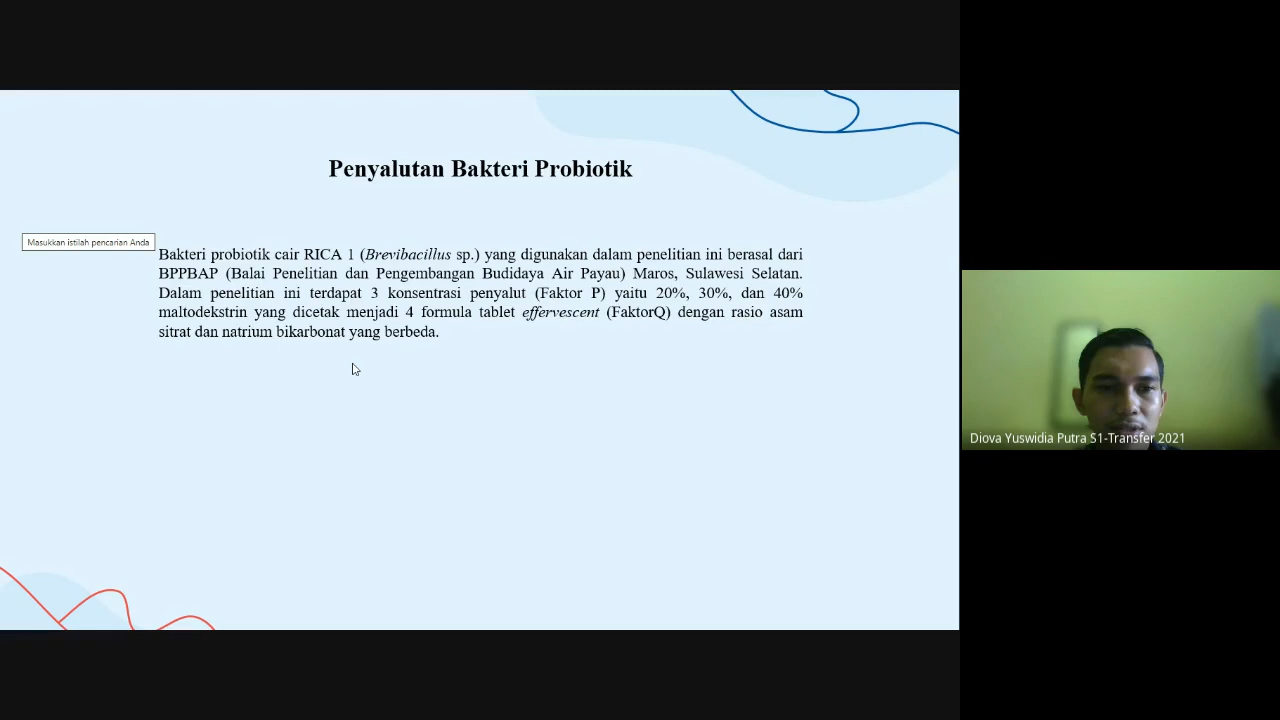 Penyalutan Bakteri Probiotik
Masukkan istilah pencarian Anda
Bakteri probiotik cair RICA 1 (Brevibacillus sp.) yang digunakan dalam penelitian ini berasal dari
BPPBAP (Balai Penelitian dan Pengembangan Budidaya Air Payau) Maros, Sulawesi Selatan.
Dalam penelitian ini terdapat 3 konsentrasi penyalut (Faktor P) yaitu 20%, 30%, dan 40%
maltodekstrin yang dicetak menjadi 4 formula tablet effervescent (FaktorQ) dengan rasio asam
sitrat dan natrium bikarbonat yang berbeda.
Diova Yuswidia Putra S1-Transfer 2021